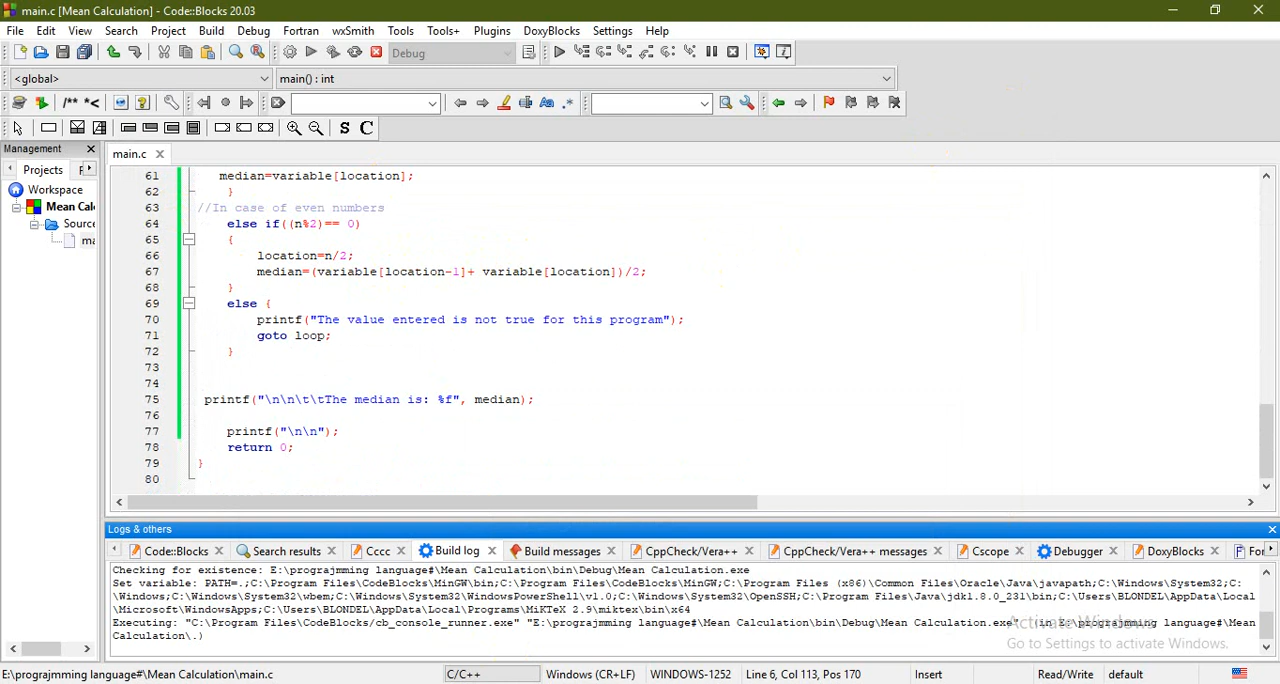 main.c [Mean Calculation] - Code::Blocks 20.03
File Edit View Search Project Build Debug Fortran wxSmith Tools Tools+ Plugins DoxyBlocks Settings Help
Debug
<global> main() : int
/** *< Aa .*
S C
Management
main.c
Projects F
Workspace
Mean Cal
Sourc
ma
61 median=variable[location];
62 }
63 //In case of even numbers
64 else if((n%2)== 0)
65 {
66 location=n/2;
67 median=(variable[location-1]+ variable[location])/2;
68 }
69 else {
70 printf("The value entered is not true for this program");
71 goto loop;
72 }
73
74
75 printf("\n\n\t\tThe median is: %f", median);
76
77 printf("\n\n");
78 return 0;
79 }
80
Logs & others
Code::Blocks Search results Cccc Build log Build messages CppCheck/Vera++ CppCheck/Vera++ messages Cscope Debugger DoxyBlocks For
Checking for existence: E:\prograjmming language#\Mean Calculation\bin\Debug\Mean Calculation.exe
Set variable: PATH=.;C:\Program Files\CodeBlocks\MinGW\bin;C:\Program Files\CodeBlocks\MinGW;C:\Program Files (x86)\Common Files\Oracle\Java\javapath;C:\Windows\System32;C:
\Windows;C:\Windows\System32\wbem;C:\Windows\System32\WindowsPowerShell\v1.0;C:\Windows\System32\OpenSSH;C:\Program Files\Java\jdk1.8.0_231\bin;C:\Users\BLONDEL\AppData\Local
\Microsoft\WindowsApps;C:\Users\BLONDEL\AppData\Local\Programs\MiKTeX 2.9\miktex\bin\x64
Executing: "C:\Program Files\CodeBlocks/cb_console_runner.exe" "E:\prograjmming language#\Mean Calculation\bin\Debug\Mean Calculation.exe" (in E:\prograjmming language#\Mean
Calculation\.)
Activate Windows
Go to Settings to activate Windows.
E:\prograjmming language#\Mean Calculation\main.c C/C++ Windows (CR+LF) WINDOWS-1252 Line 6, Col 113, Pos 170 Insert Read/Write default